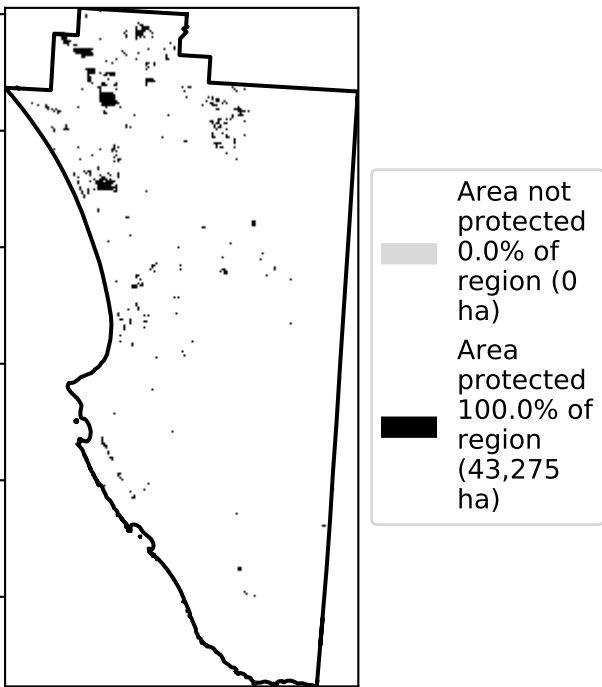 Area not
protected
0.0% of
region (0
ha)
Area
protected
100.0% of
region
(43,275
ha)